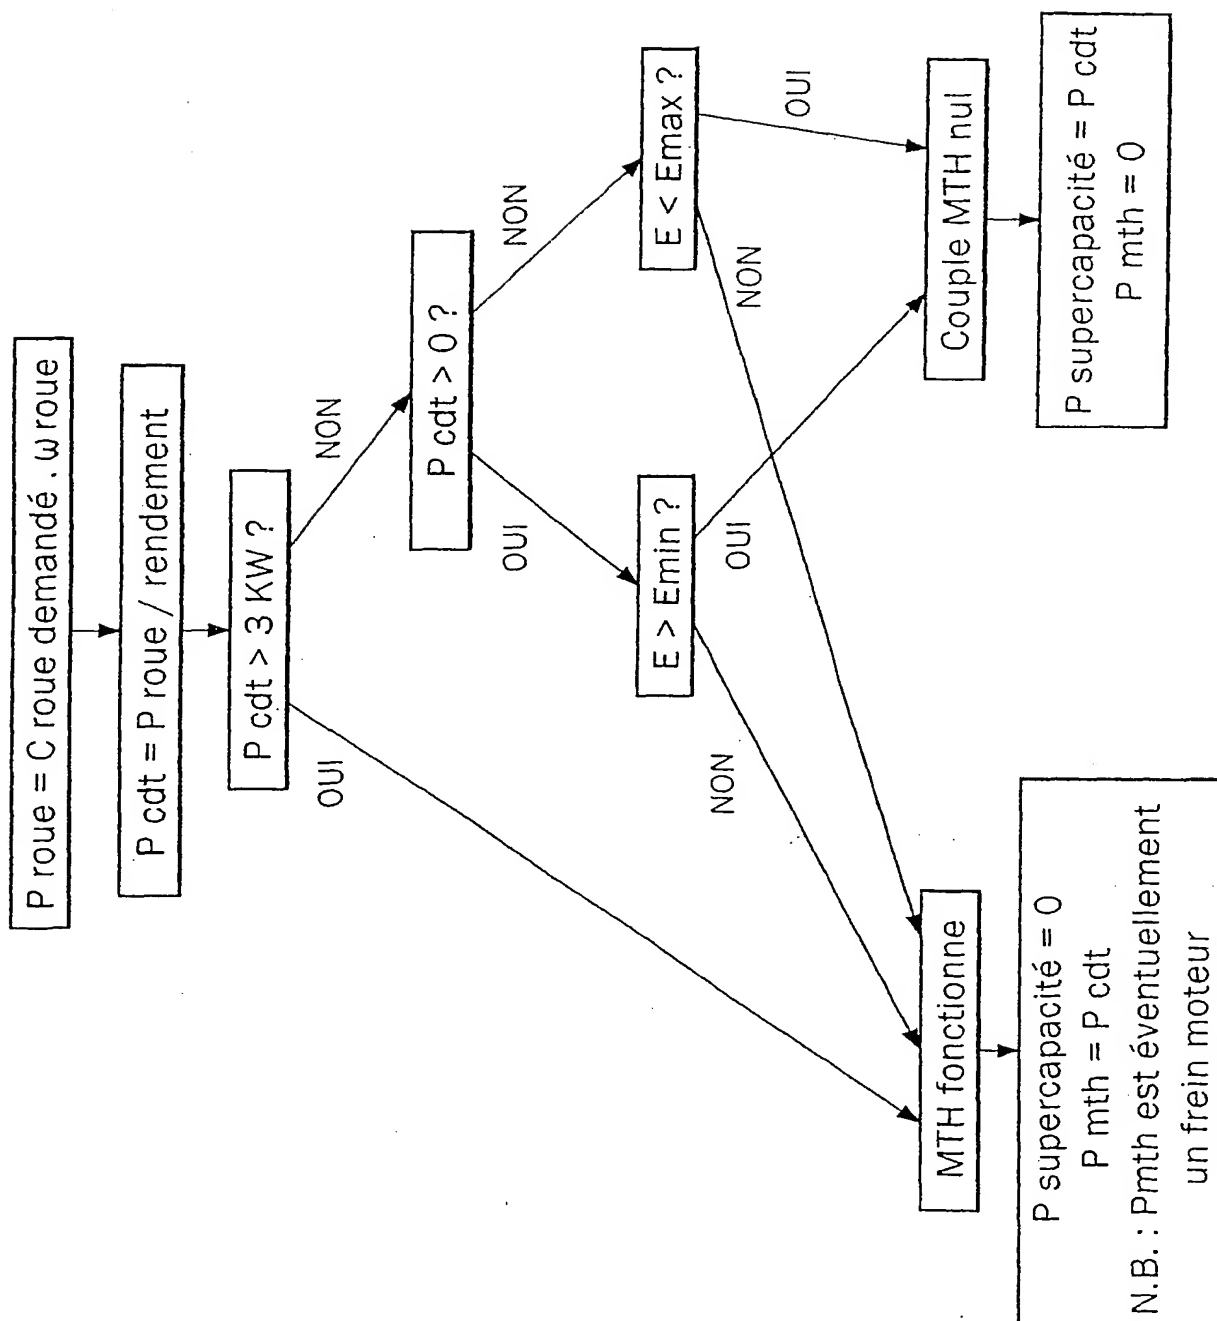 P roue = C roue demandé . ω roue
P cdt = P roue / rendement
P cdt > 3 KW ?
OUI
NON
P cdt > 0 ?
OUI
NON
E > Emin ?
E < Emax ?
NON
OUI
NON
OUI
MTH fonctionne
Couple MTH nul
P supercapacité = 0
P mth = P cdt
N.B. : Pmth est éventuellement
un frein moteur
P supercapacité = P cdt
P mth = 0